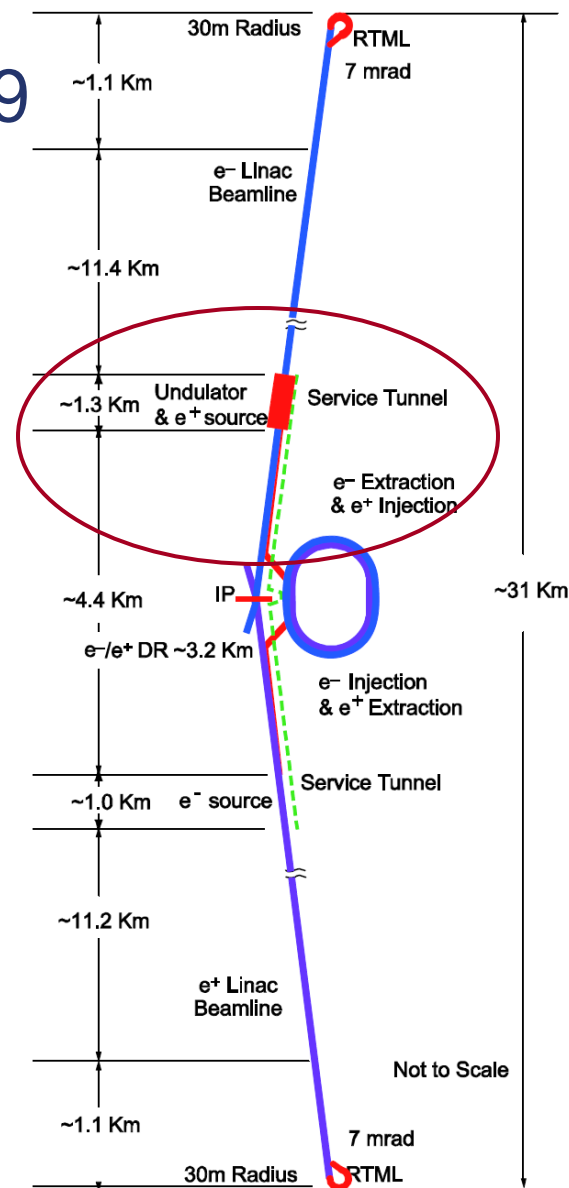 30m Radius
RTML
7 mrad
9
~1.1 Km
e– LInac
Beamline
~11.4 Km
Undulator
& e+ source
Service Tunnel
~1.3 Km
e– Extraction
& e+ Injection
IP
~4.4 Km
~31 Km
e–/e+ DR ~3.2 Km
e– Injection
& e+ Extraction
Service Tunnel
~1.0 Km
e- source
~11.2 Km
e+ Linac
Beamline
Not to Scale
~1.1 Km
7 mrad
30m Radius
RTML